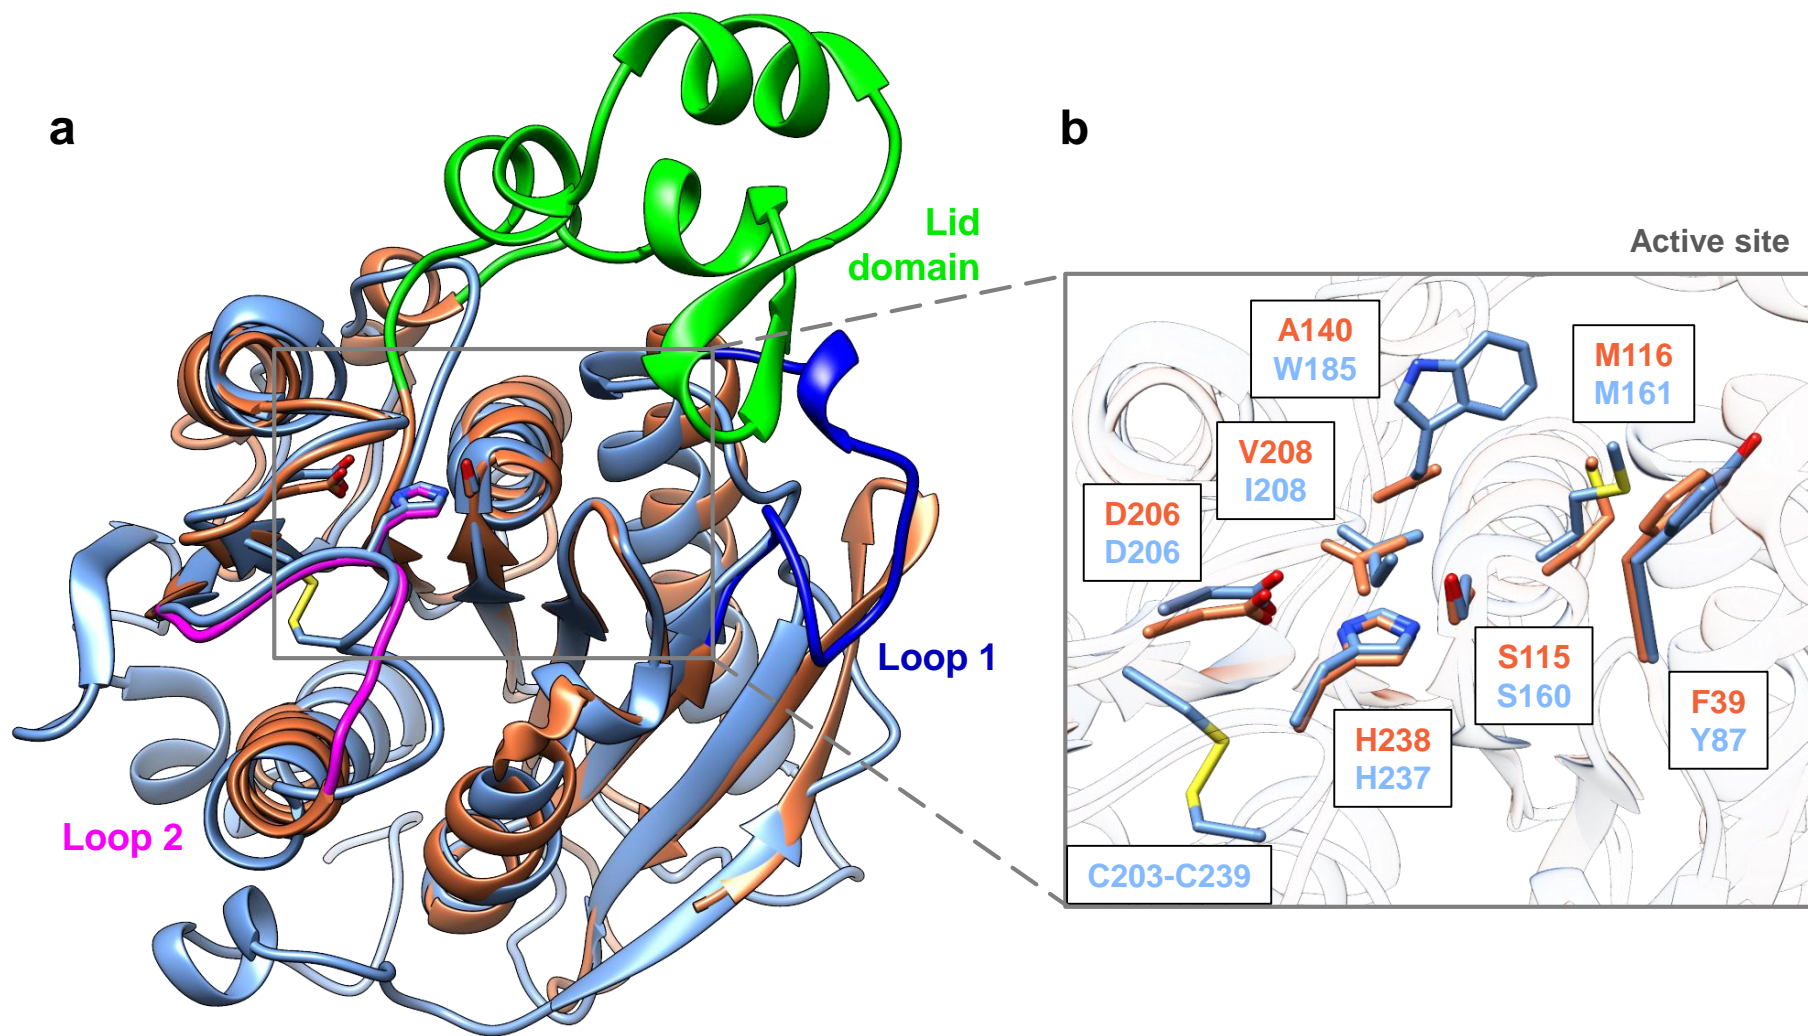 a
b
Lid
domain
Active site
A140
W185
M116
M161
V208
I208
D206
D206
Loop 1
S115
S160
F39
Y87
H238
H237
Loop 2
C203-C239